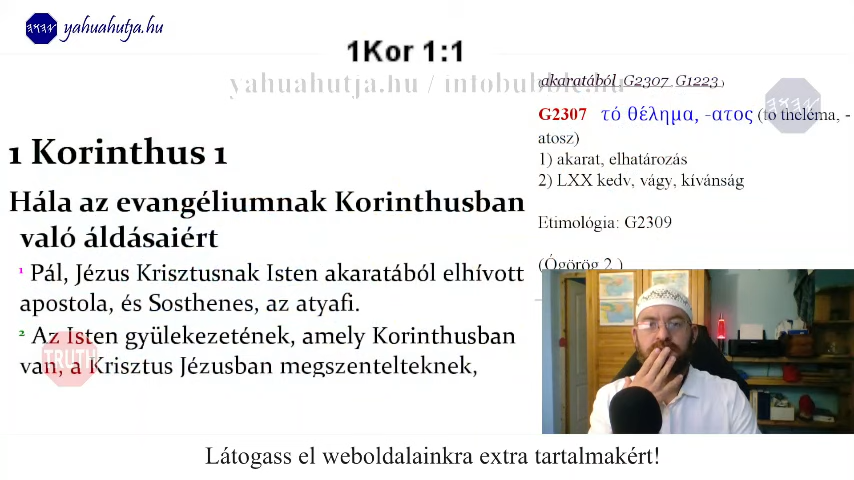 yahuahutja.hu
1Kor 1:1
yahuahutja.hu / infobubble.hu
akaratából G2307 G1223
G2307 τό θέλημα, -ατος (to theléma, -
atosz)
1) akarat, elhatározás
2) LXX kedv, vágy, kívánság
Etimológia: G2309
(Ógörög 2.)
1 Korinthus 1
Hála az evangéliumnak Korinthusban
való áldásaiért
1 Pál, Jézus Krisztusnak Isten akaratából elhívott
apostola, és Sosthenes, az atyafi.
2 Az Isten gyülekezetének, amely Korinthusban
van, a Krisztus Jézusban megszentelteknek,
TRUTH
Látogass el weboldalainkra extra tartalmakért!